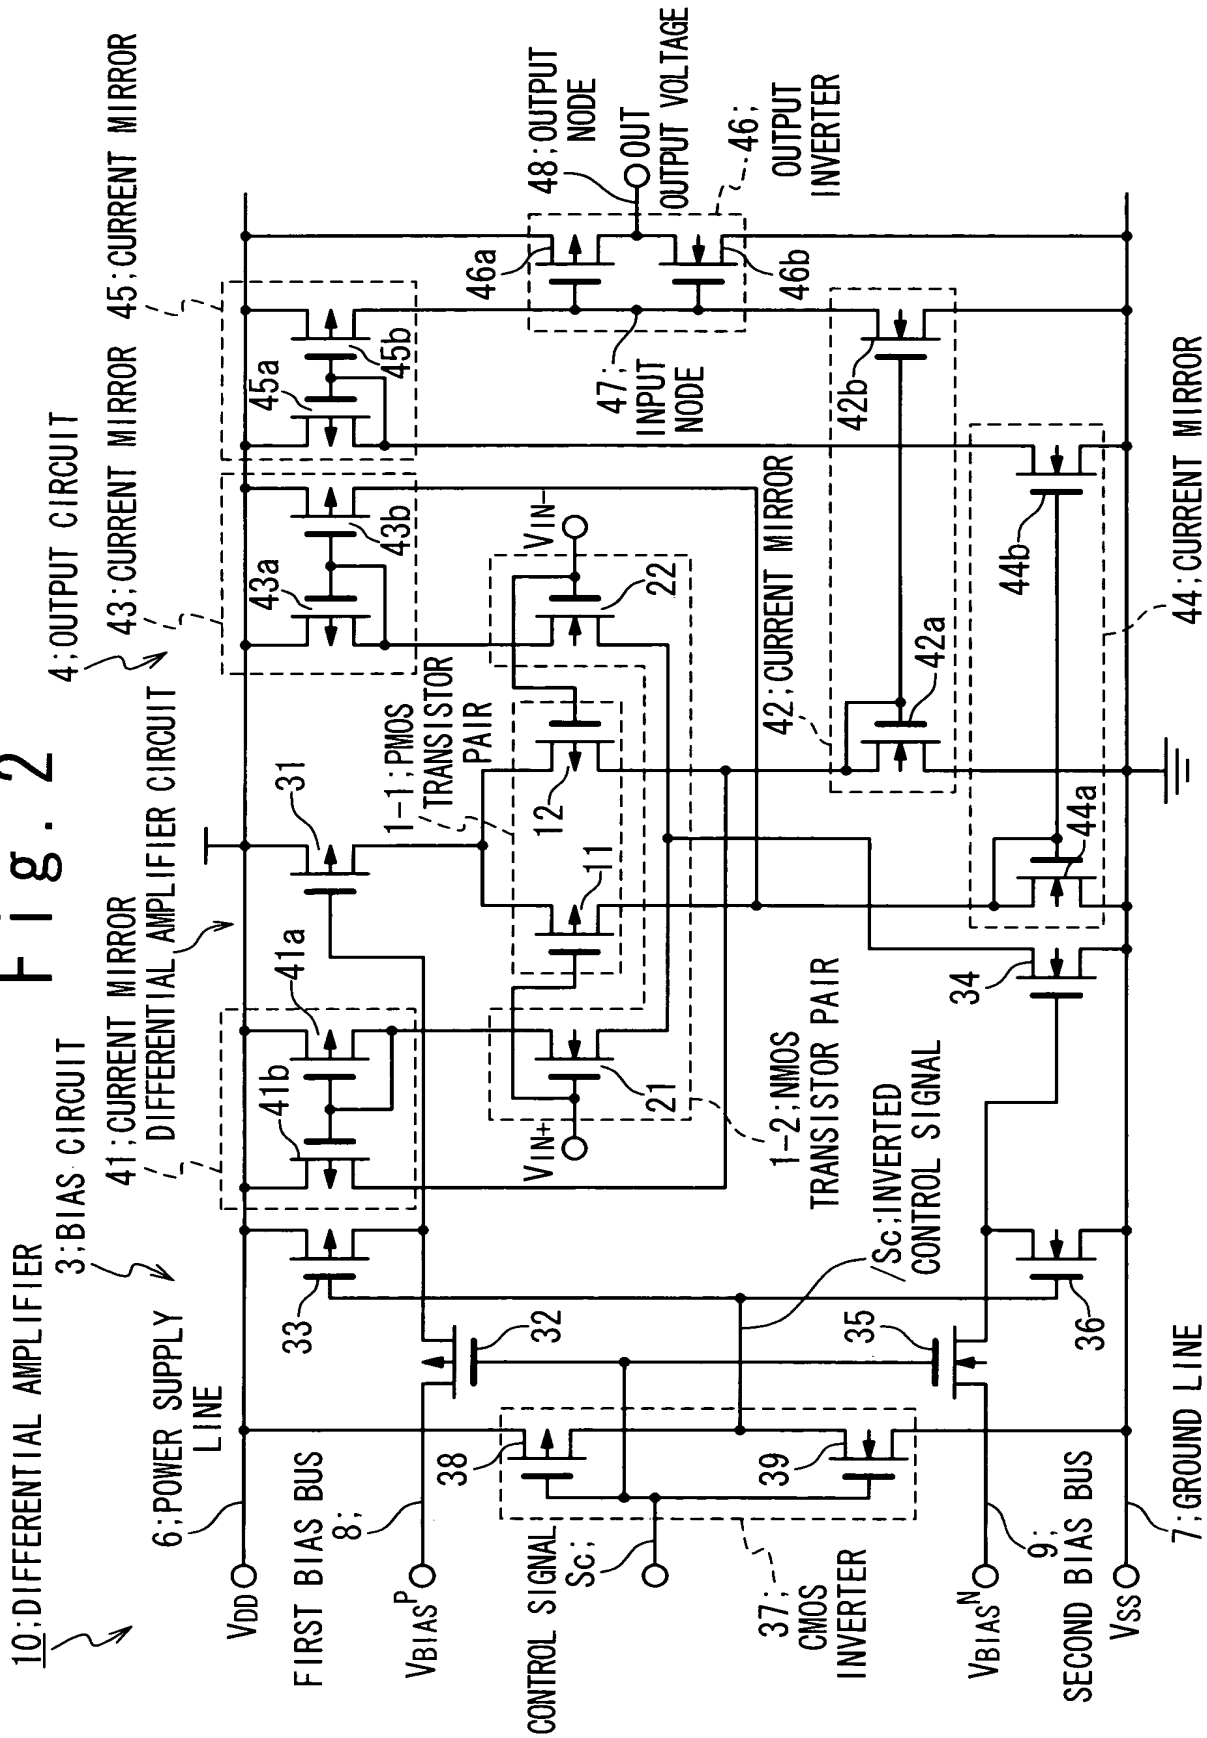 Fig. 2
10;DIFFERENTIAL AMPLIFIER
3;BIAS CIRCUIT
41;CURRENT MIRROR
DIFFERENTIAL AMPLIFIER CIRCUIT
4;OUTPUT CIRCUIT
43;CURRENT MIRROR
45;CURRENT MIRROR
6;POWER SUPPLY
LINE
VDD
33
41b
41a
31
43a
43b
45a
45b
FIRST BIAS BUS
8;
VBIASP
32
1-1;PMOS
TRANSISTOR
PAIR
46a
48;OUTPUT
NODE
38
VIN+
21
11
12
22
VIN-
47;
INPUT
NODE
OUT
OUTPUT VOLTAGE
CONTROL SIGNAL
Sc;
46b
46;
OUTPUT
INVERTER
39
37;
CMOS
INVERTER
Sc;INVERTED
CONTROL SIGNAL
1-2;NMOS
TRANSISTOR PAIR
42;CURRENT MIRROR
42a
42b
35
34
44a
44b
36
VBIASN
9;
SECOND BIAS BUS
VSS
7;GROUND LINE
44;CURRENT MIRROR